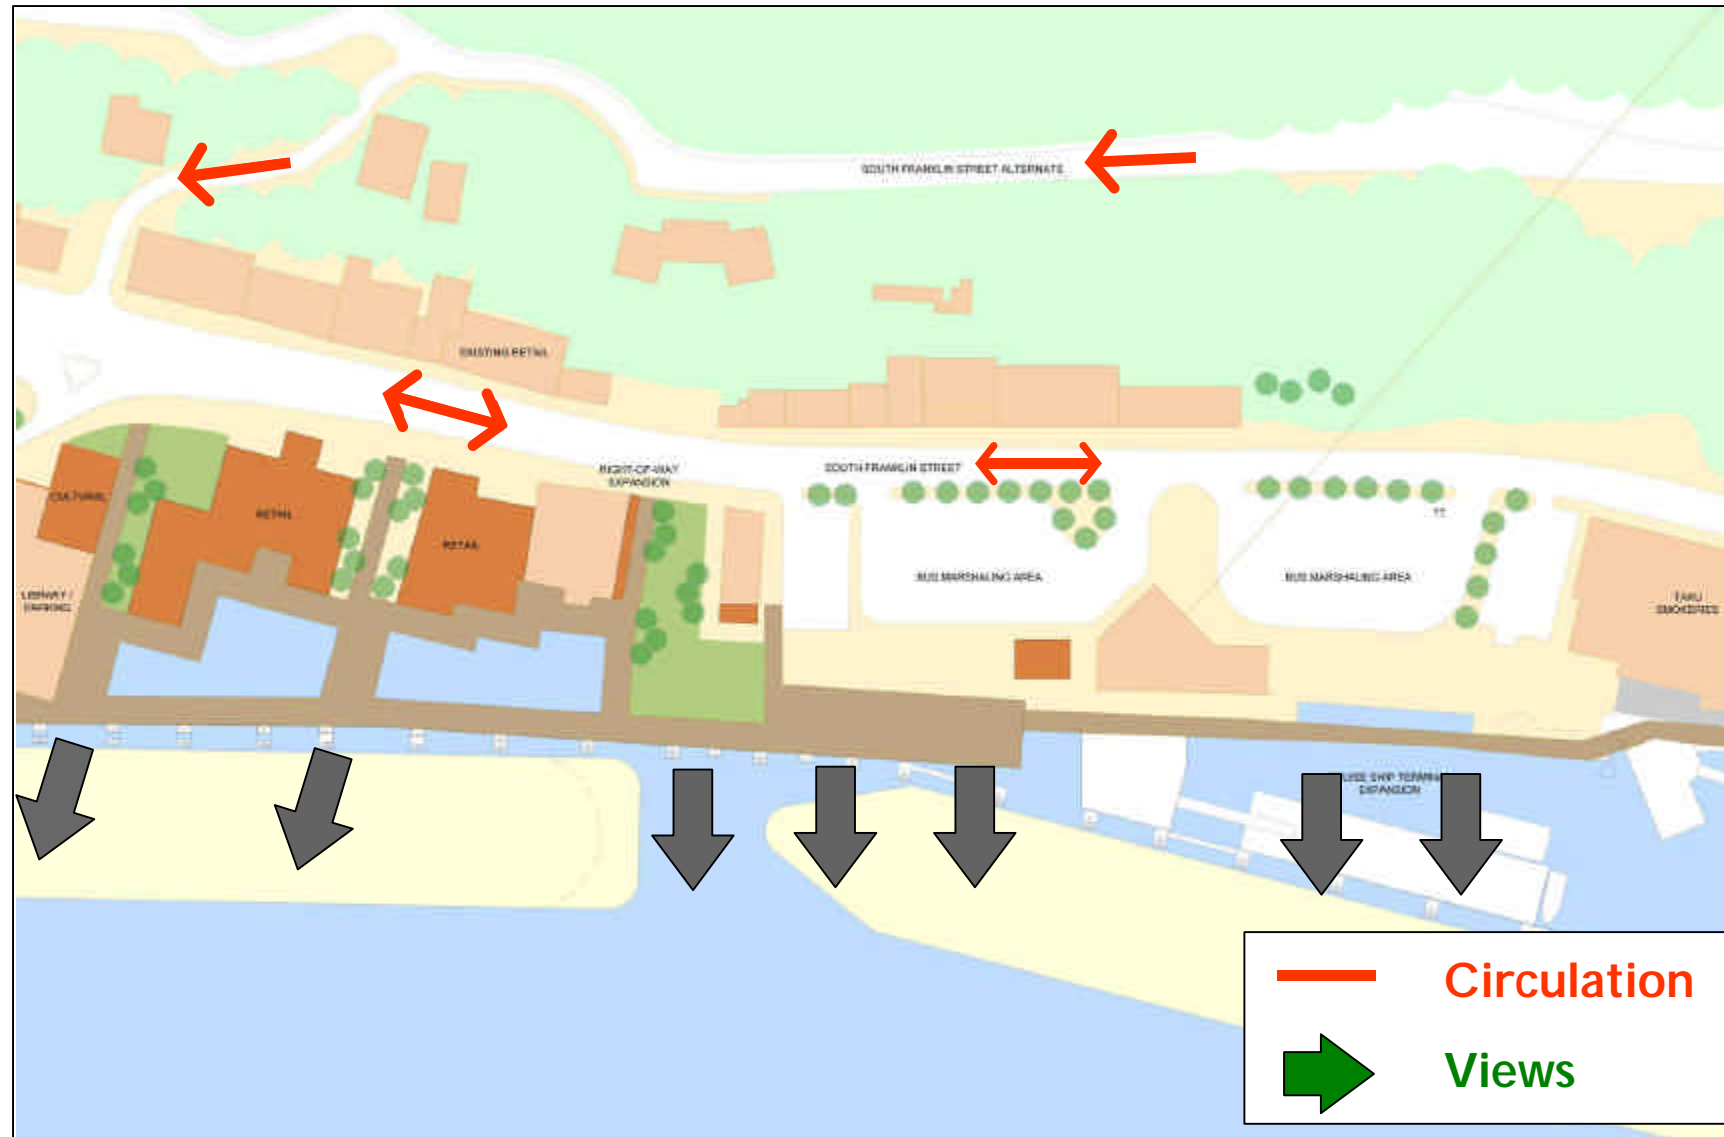 SOUTH FRANKLIN STREET ALTERNATE
EXISTING RETAIL
RIGHT-OF-WAY
EXPANSION
SOUTH FRANKLIN STREET
CULTURAL
RETAIL
RETAIL
LIBRARY /
PARKING
BUS MARSHALING AREA
BUS MARSHALING AREA
TAKU
SMOKERIES
SHIP
EXPANSION
Circulation
Views